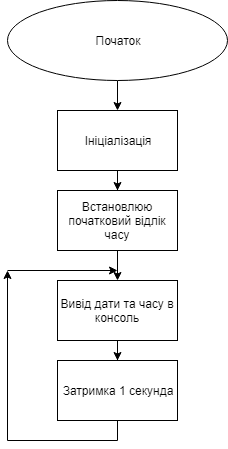 Початок
Ініціалізація
Встановлюю
початковий відлік
часу
Вивід дати та часу в
консоль
Затримка 1 секунда